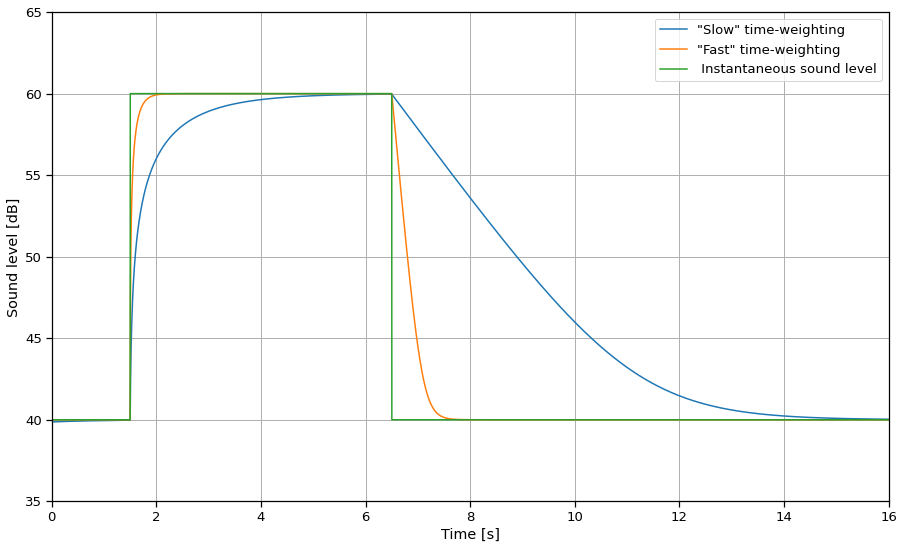 65
60
55
50
45
40
35
Sound level [dB]
"Slow" time-weighting
"Fast" time-weighting
Instantaneous sound level
0 2 4 6 8 10 12 14 16
Time [s]